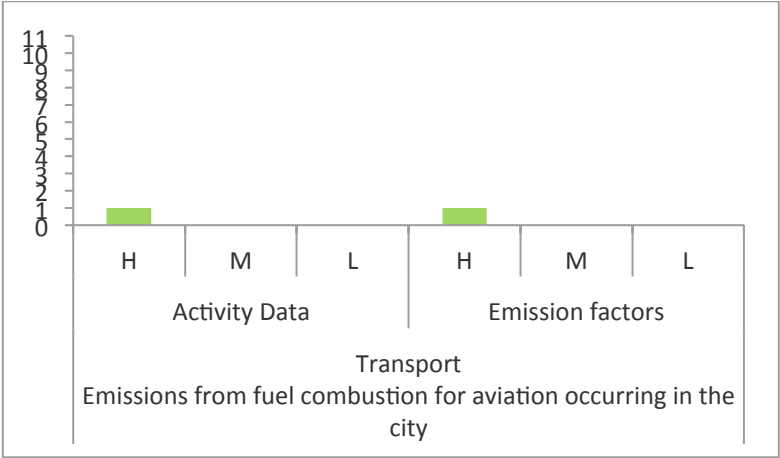 11
10
9
8
7
6
5
4
3
2
1
0
H M L H M L
Activity Data Emission factors
Transport
Emissions from fuel combustion for aviation occurring in the
city